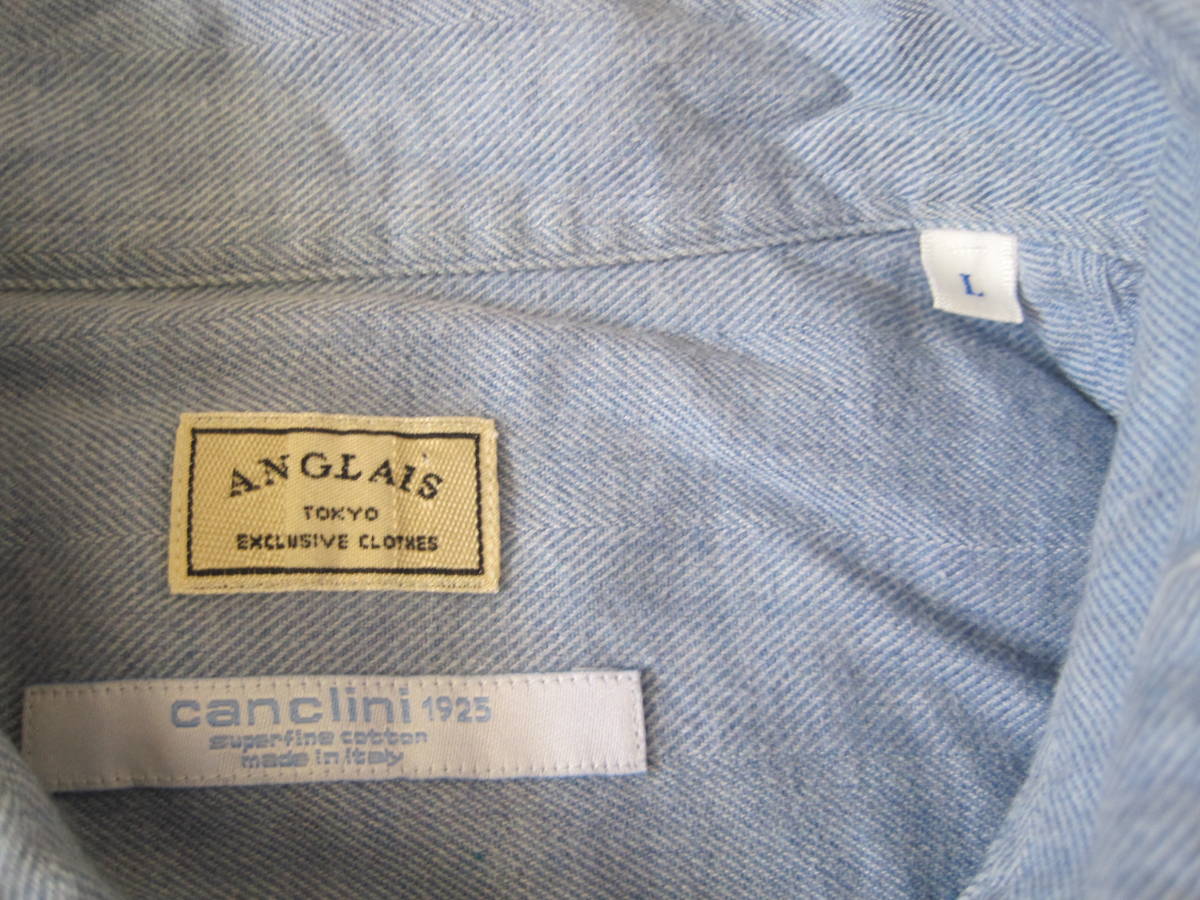 L
ANGLAIS
TOKYO
EXCLUSIVE CLOTHES
canclini 1925
superfine cotton
made in italy